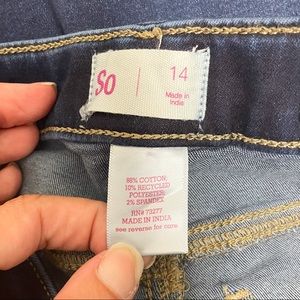 SO | 14
Made in
India
88% COTTON,
10% RECYCLED
POLYESTER,
2% SPANDEX
RN# 73277
MADE IN INDIA
see reverse for care.